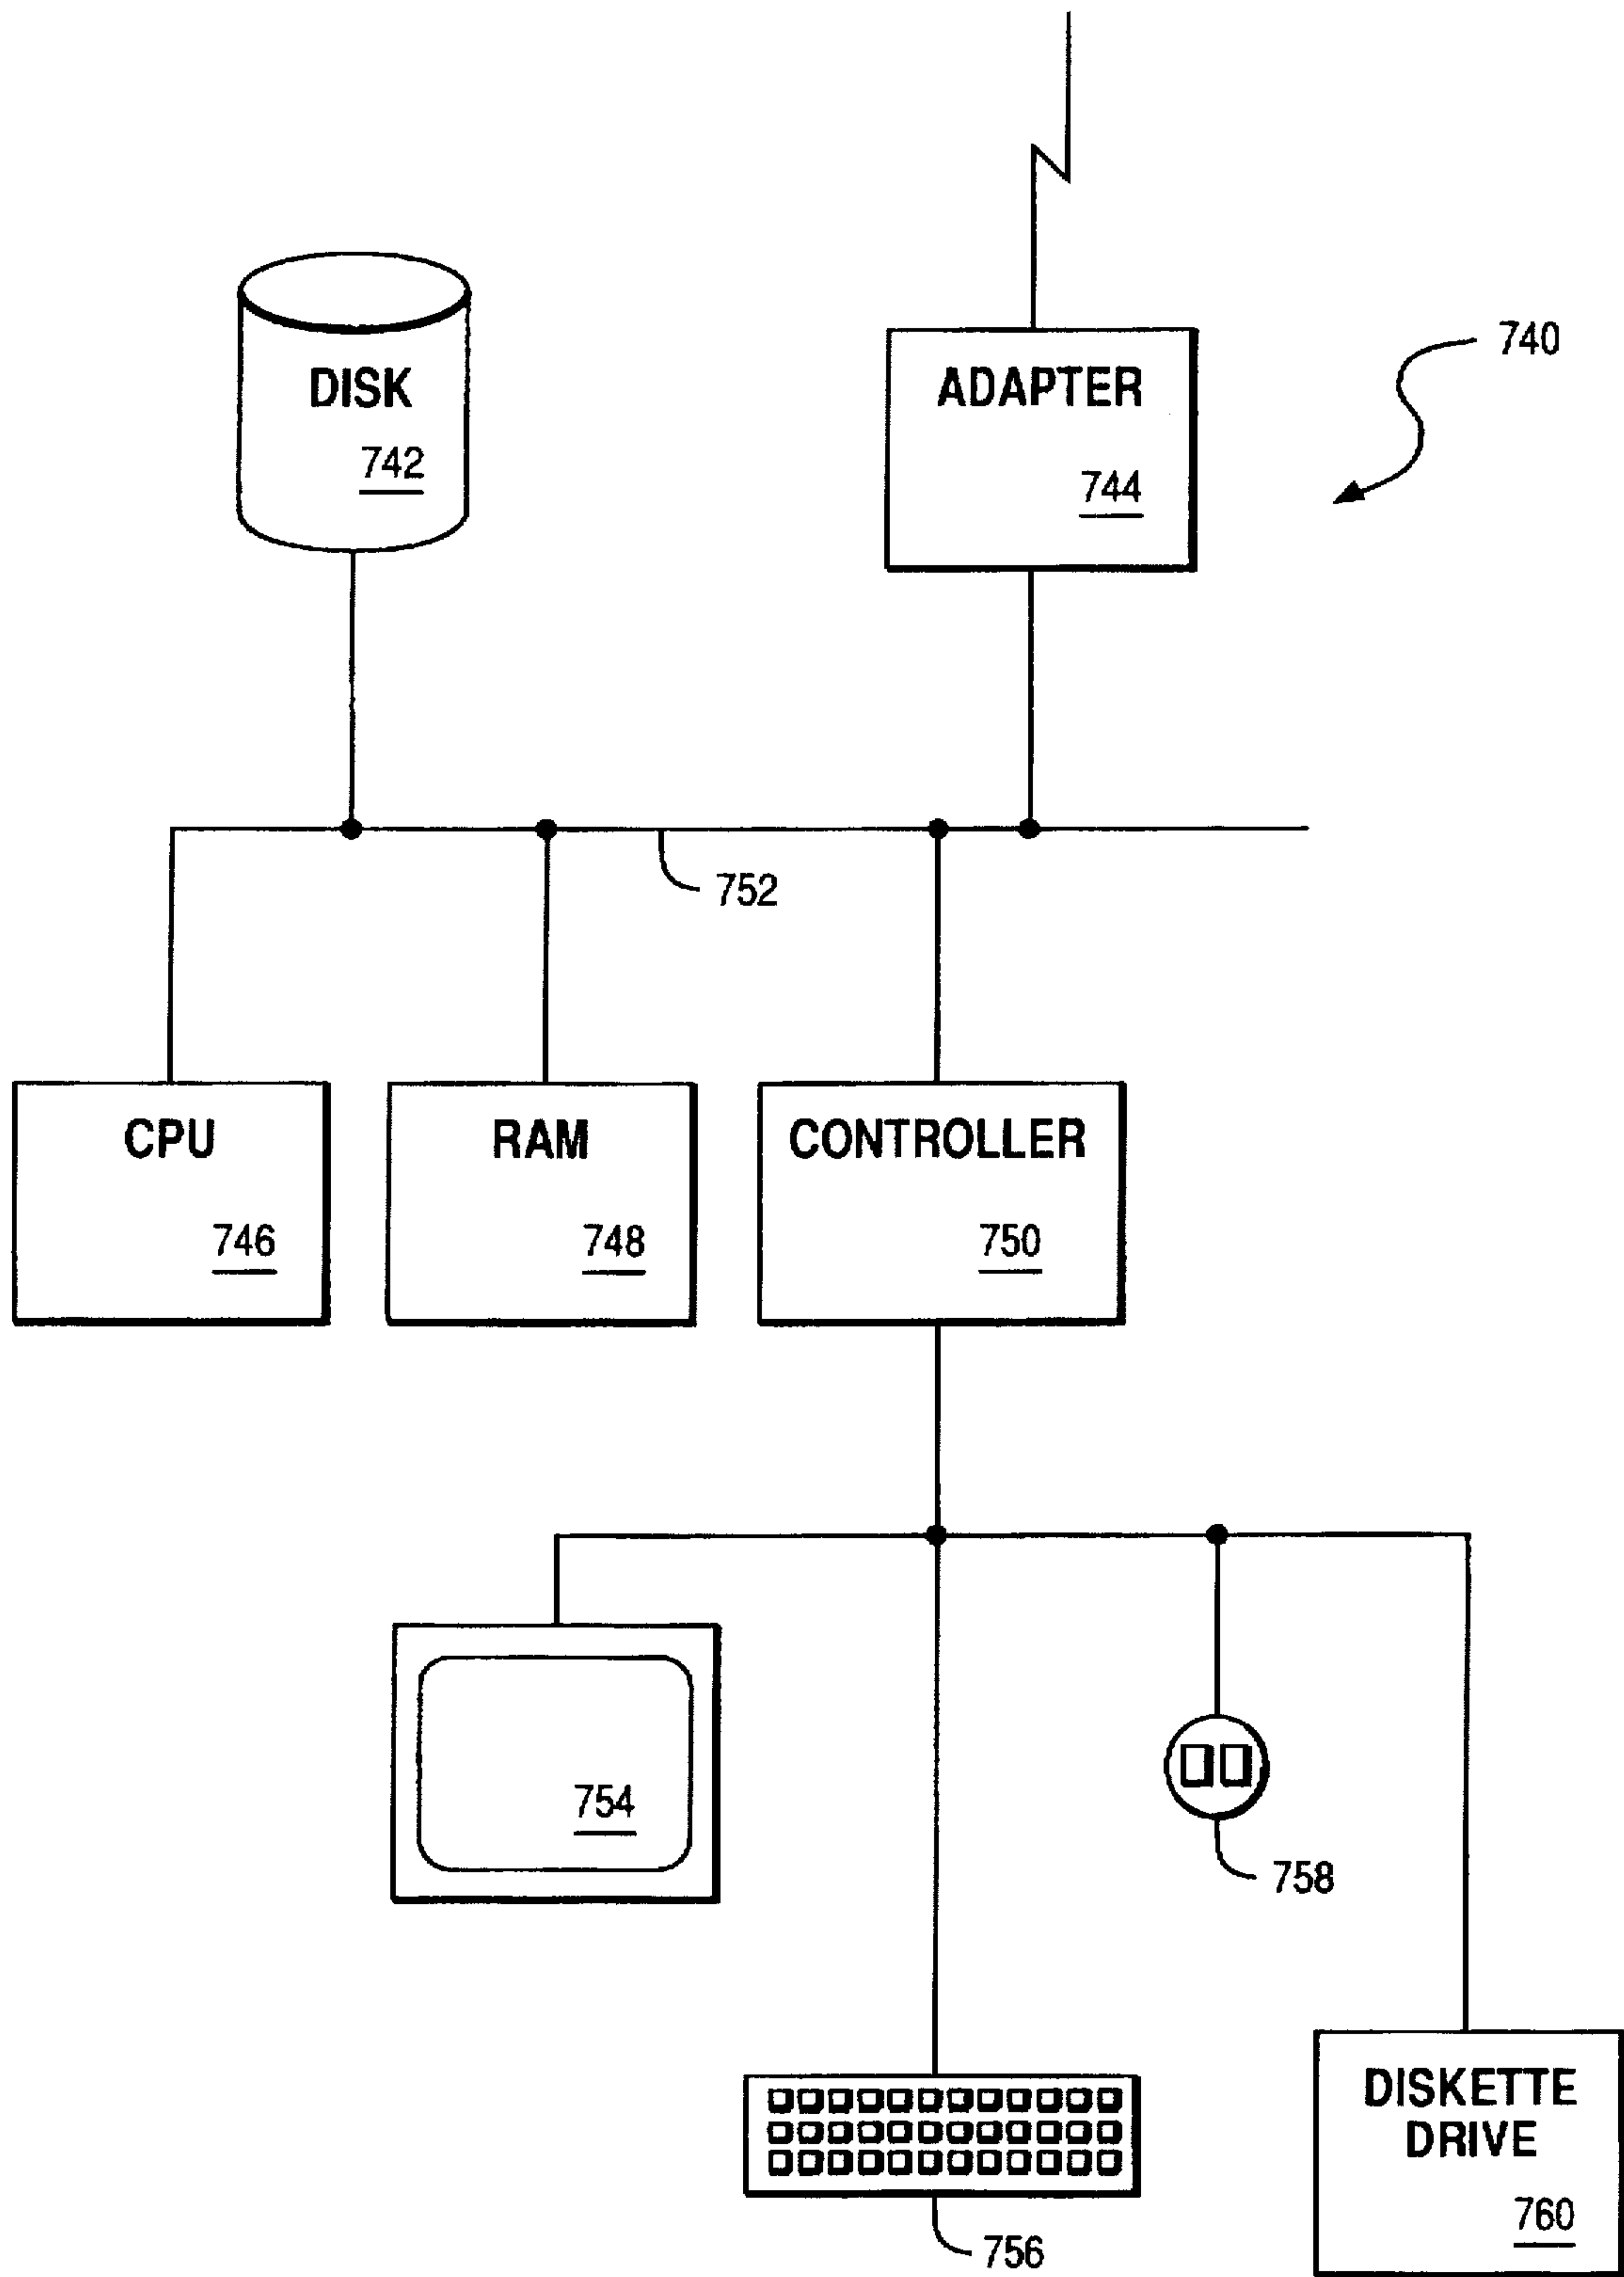 740
DISK
742
ADAPTER
744
752
CPU
746
RAM
748
CONTROLLER
750
754
758
756
DISKETTE
DRIVE
760